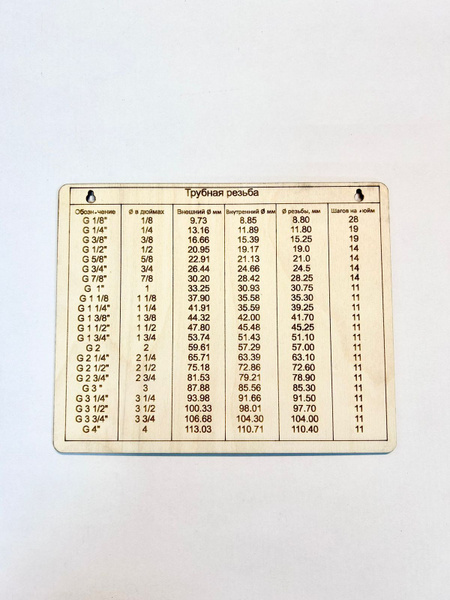 Трубная резьба
Обозначение Ø в дюймах Внешний Ø мм Внутренний Ø мм Ø резьбы, мм Шагов на дюйм
G 1/8" 1/8 9.73 8.85 8.80 28
G 1/4" 1/4 13.16 11.89 11.80 19
G 3/8" 3/8 16.66 15.39 15.25 19
G 1/2" 1/2 20.95 19.17 19.0 14
G 5/8" 5/8 22.91 21.13 21.0 14
G 3/4" 3/4 26.44 24.66 24.5 14
G 7/8" 7/8 30.20 28.42 28.25 14
G 1" 1 33.25 30.93 30.75 11
G 1 1/8 1 1/8 37.90 35.58 35.30 11
G 1 1/4" 1 1/4 41.91 35.59 39.25 11
G 1 3/8" 1 3/8 44.32 42.00 41.70 11
G 1 1/2" 1 1/2 47.80 45.48 45.25 11
G 1 3/4" 1 3/4 53.74 51.43 51.10 11
G 2 2 59.61 57.29 57.00 11
G 2 1/4" 2 1/4 65.71 63.39 63.10 11
G 2 1/2" 2 1/2 75.18 72.86 72.60 11
G 2 3/4" 2 3/4 81.53 79.21 78.90 11
G 3 " 3 87.88 85.56 85.30 11
G 3 1/4" 3 1/4 93.98 91.66 91.50 11
G 3 1/2" 3 1/2 100.33 98.01 97.70 11
G 3 3/4" 3 3/4 106.68 104.30 104.00 11
G 4" 4 113.03 110.71 110.40 11